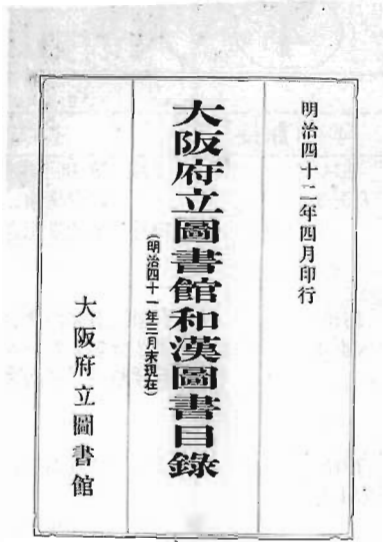 明治四十二年四月印行
大阪府立圖書館和漢圖書目錄
(明治四十一年三月末現在)
大阪府立圖書館